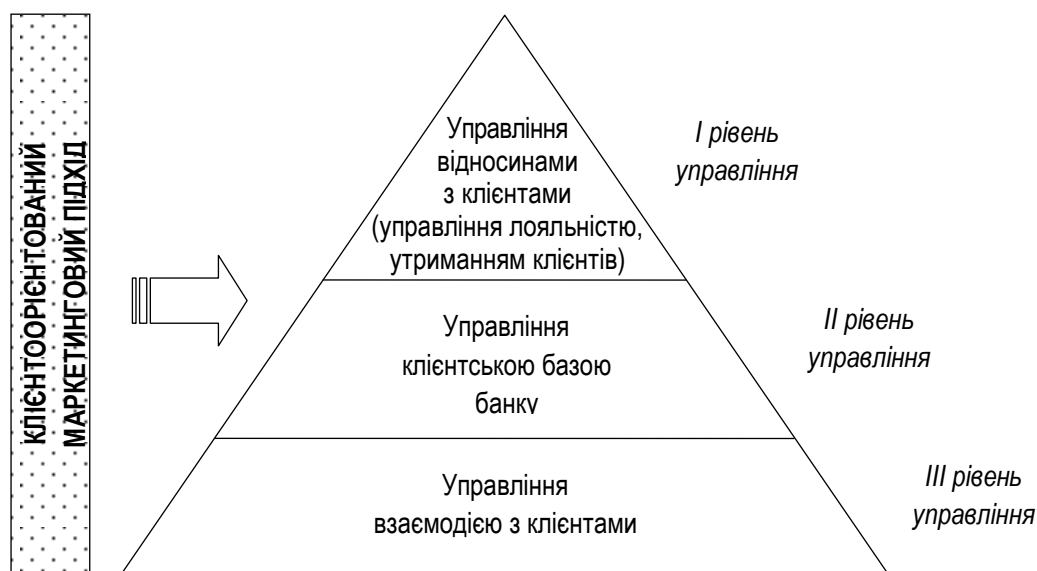 КЛІЄНТООРІЄНТОВАНИЙ
МАРКЕТИНГОВИЙ ПІДХІД
Управління
відносинами
з клієнтами
(управління лояльністю,
утриманням клієнтів)
I рівень
управління
Управління
клієнтською базою
банку
II рівень
управління
Управління
взаємодією з клієнтами
III рівень
управління